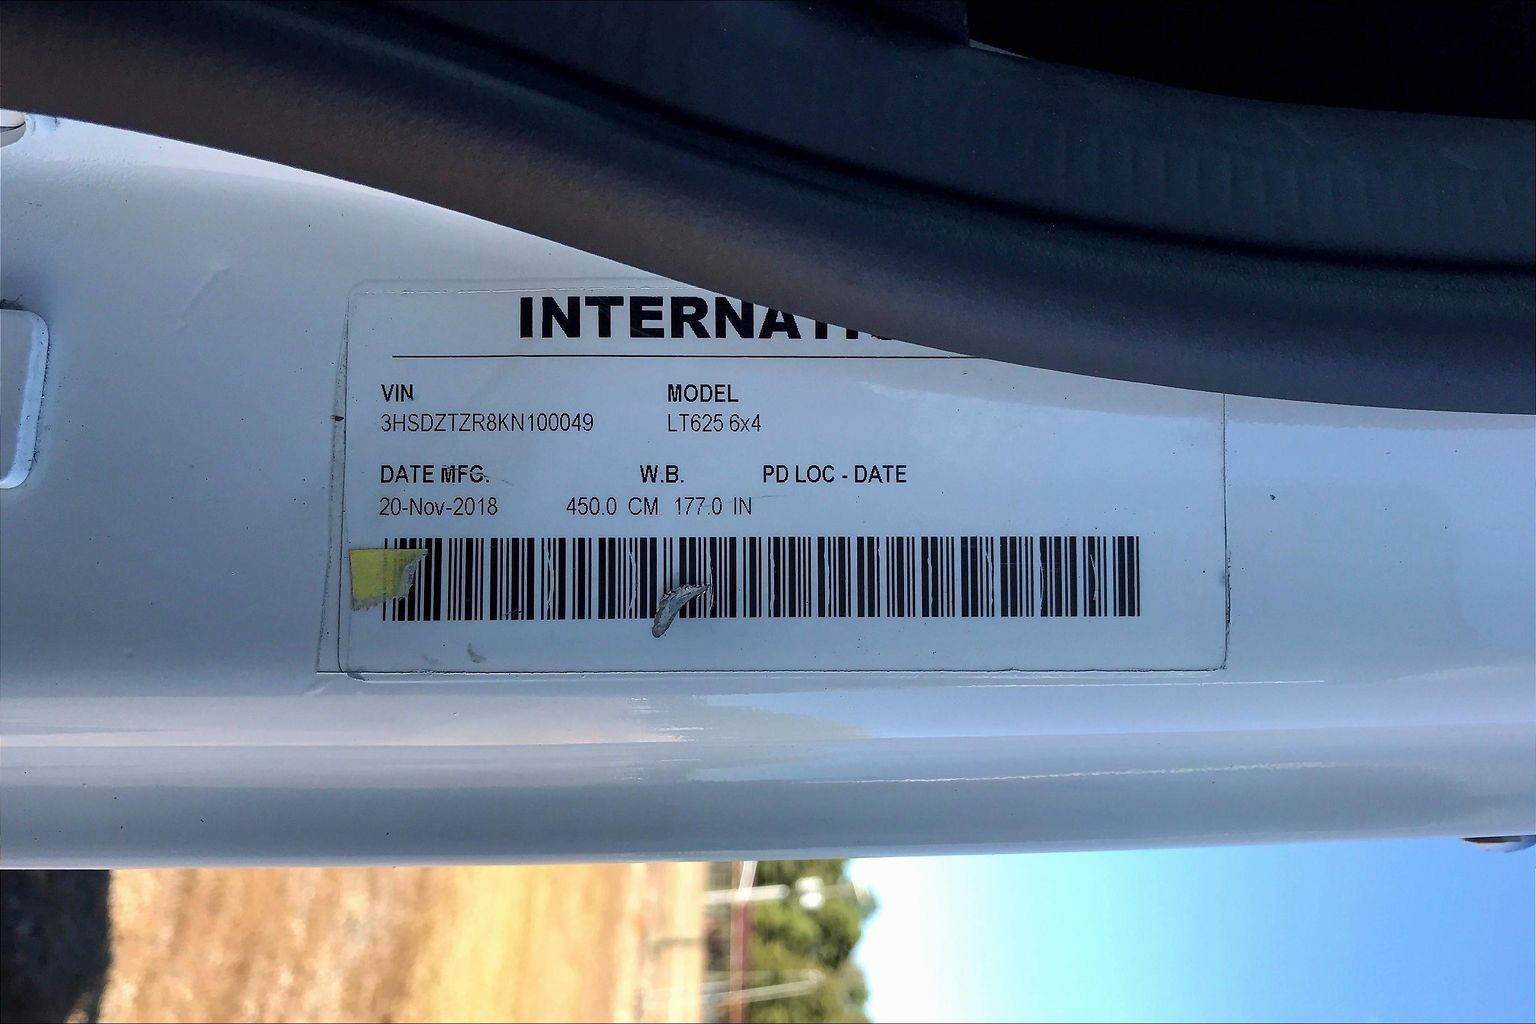 INTERNATIO
VIN MODEL
3HSDZTZR8KN100049 LT625 6x4
DATE MFG. W.B. PD LOC - DATE
20-Nov-2018 450.0 CM 177.0 IN